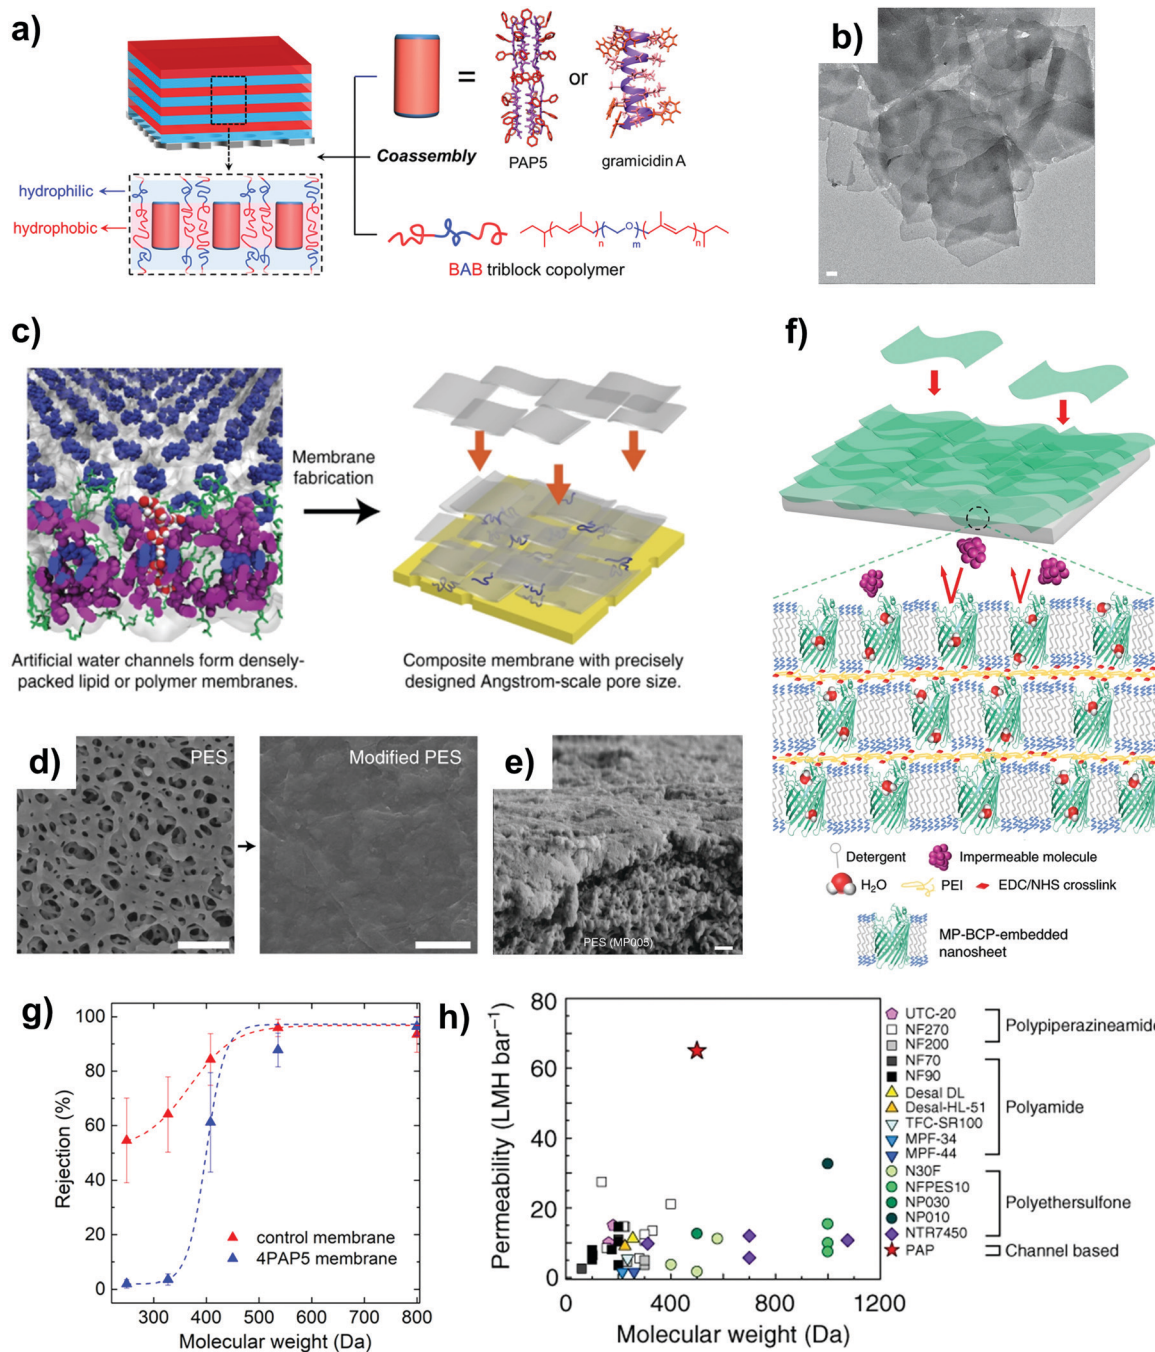 a)
PAP5
or
gramicidin A
Coassembly
hydrophilic
hydrophobic
n
m
n
O
BAB triblock copolymer
b)
c)
Membrane
fabrication
Artificial water channels form densely-
packed lipid or polymer membranes.
Composite membrane with precisely
designed Angstrom-scale pore size.
d)
PES
Modified PES
e)
PES (MP005)
f)
Detergent
Impermeable molecule
H₂O
PEI
EDC/NHS crosslink
MP-BCP-embedded
nanosheet
g)
Rejection (%)
100
80
60
40
20
0
control membrane
4PAP5 membrane
300
400
500
600
700
800
Molecular weight (Da)
h)
Permeability (LMH bar⁻¹)
80
60
40
20
0
0
400
800
1200
Molecular weight (Da)
UTC-20
NF270
NF200
NF70
NF90
Desal DL
Desal-HL-51
TFC-SR100
MPF-34
MPF-44
N30F
NFPES10
NP030
NP010
NTR7450
PAP
Polypiperazineamide
Polyamide
Polyethersulfone
Channel based